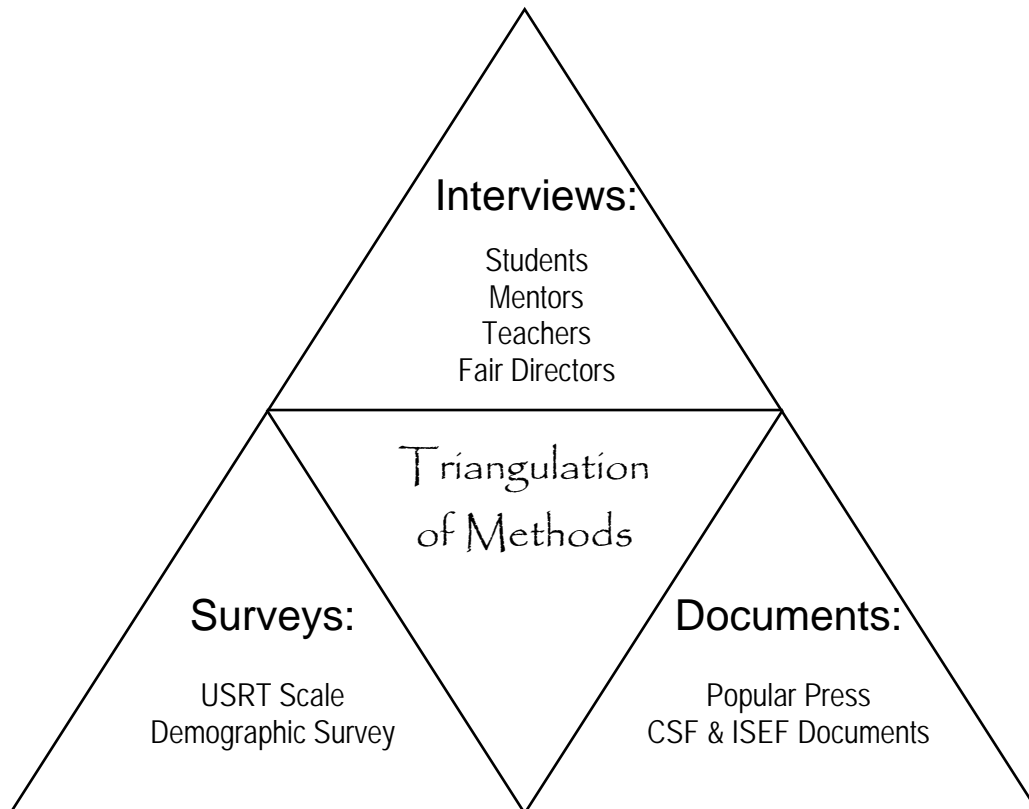 Interviews:
Students
Mentors
Teachers
Fair Directors
Triangulation
of Methods
Surveys:
USRT Scale
Demographic Survey
Documents:
Popular Press
CSF & ISEF Documents